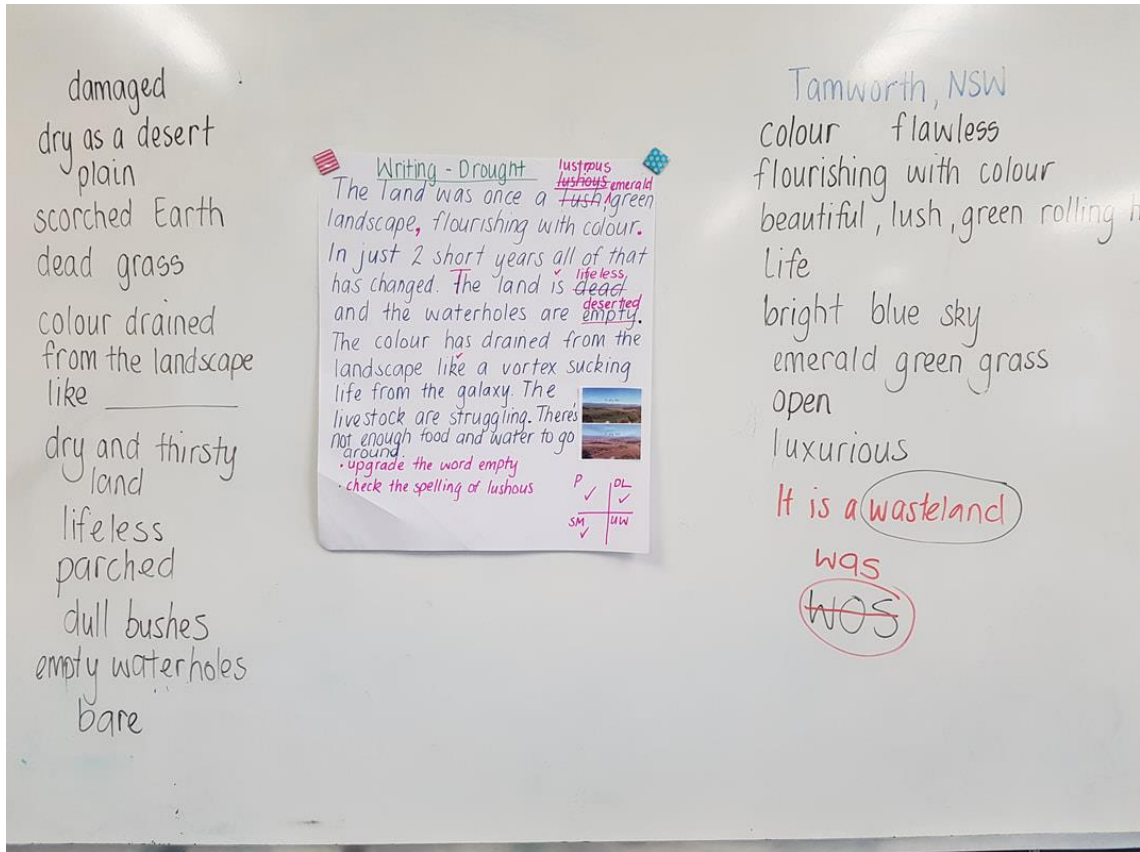 damaged
dry as a desert
plain
scorched Earth
dead grass
colour drained
from the landscape
like ________
dry and thirsty
land
lifeless
parched
dull bushes
empty waterholes
bare
Writing - Drought
lustrous
lushous emerald
The land was once a lush, green
landscape, flourishing with colour.
In just 2 short years all of that
lifeless
has changed. The land is dead
deserted
and the waterholes are empty.
The colour has drained from the
landscape like a vortex sucking
life from the galaxy. The
livestock are struggling. There's
not enough food and water to go
around.
• upgrade the word empty
• check the spelling of lushous
P DL
SM UW
Tamworth, NSW
colour flawless
flourishing with colour
beautiful, lush, green rolling
Life
bright blue sky
emerald green grass
open
luxurious
It is a wasteland
was
wos